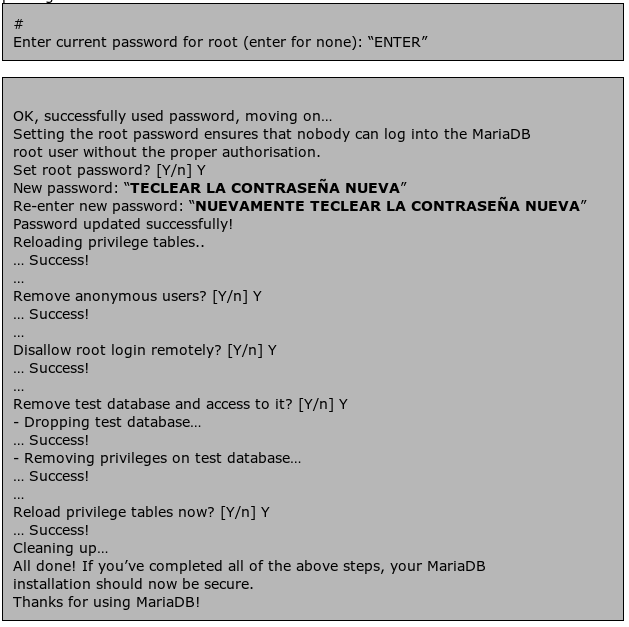 #
Enter current password for root (enter for none): “ENTER”
OK, successfully used password, moving on…
Setting the root password ensures that nobody can log into the MariaDB
root user without the proper authorisation.
Set root password? [Y/n] Y
New password: “TECLEAR LA CONTRASEÑA NUEVA”
Re-enter new password: “NUEVAMENTE TECLEAR LA CONTRASEÑA NUEVA”
Password updated successfully!
Reloading privilege tables..
… Success!
…
Remove anonymous users? [Y/n] Y
… Success!
…
Disallow root login remotely? [Y/n] Y
… Success!
…
Remove test database and access to it? [Y/n] Y
- Dropping test database…
… Success!
- Removing privileges on test database…
… Success!
…
Reload privilege tables now? [Y/n] Y
… Success!
Cleaning up…
All done! If you’ve completed all of the above steps, your MariaDB
installation should now be secure.
Thanks for using MariaDB!